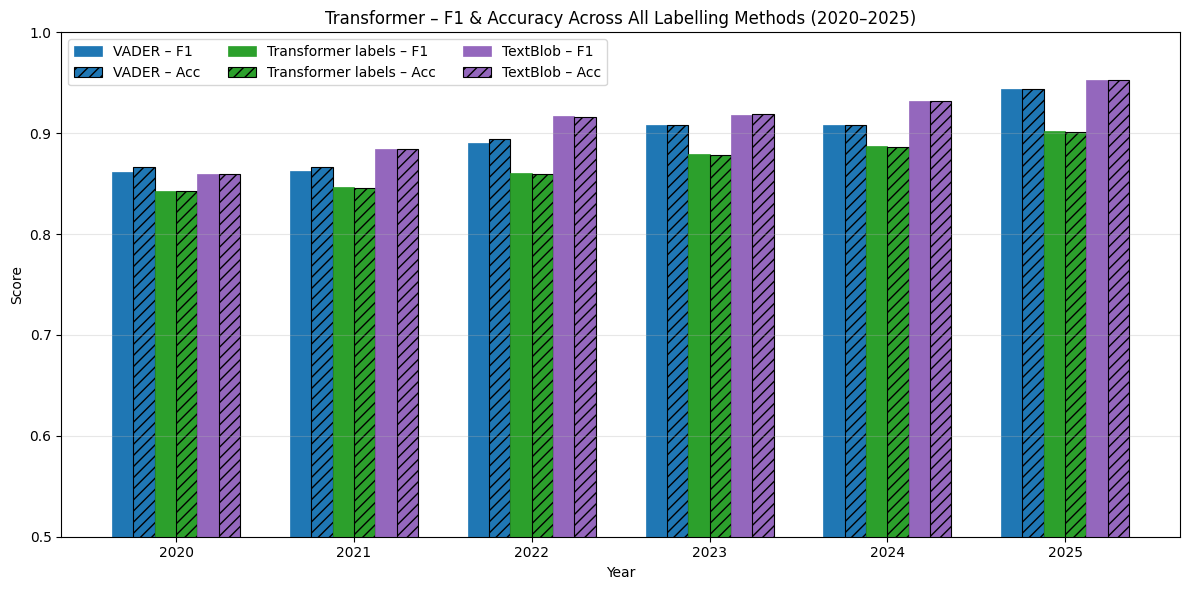 Transformer – F1 & Accuracy Across All Labelling Methods (2020–2025)
VADER – F1 Transformer labels – F1 TextBlob – F1
VADER – Acc Transformer labels – Acc TextBlob – Acc
1.0
0.9
0.8
0.7
0.6
0.5
Score
2020 2021 2022 2023 2024 2025
Year